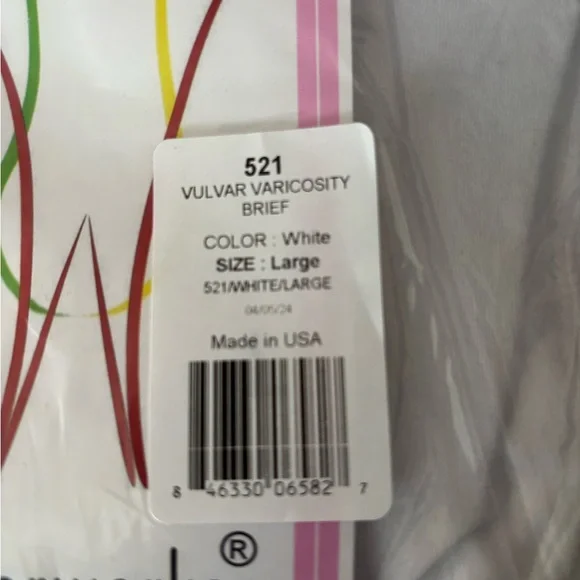 521
VULVAR VARICOSITY
BRIEF
COLOR : White
SIZE : Large
521/WHITE/LARGE
04/05/24
Made in USA
8 46330 06582 7
®